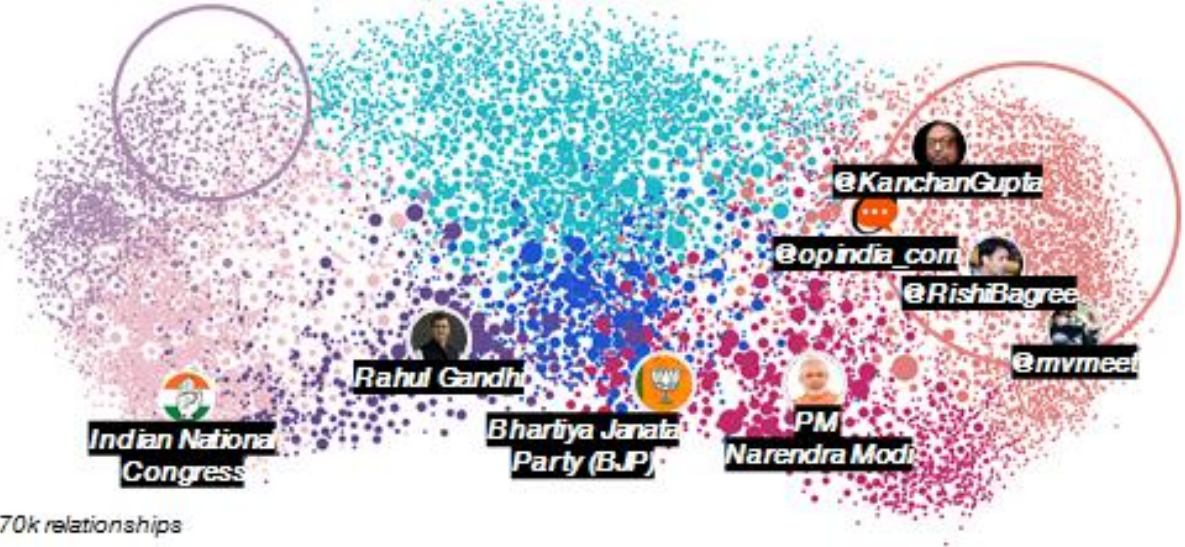 @KanchanGupta
@opindia_com
@RishiBagree
@mvmeet
Rahul Gandhi
Indian National
Congress
Bhartiya Janata
Party (BJP)
PM
Narendra Modi
70k relationships